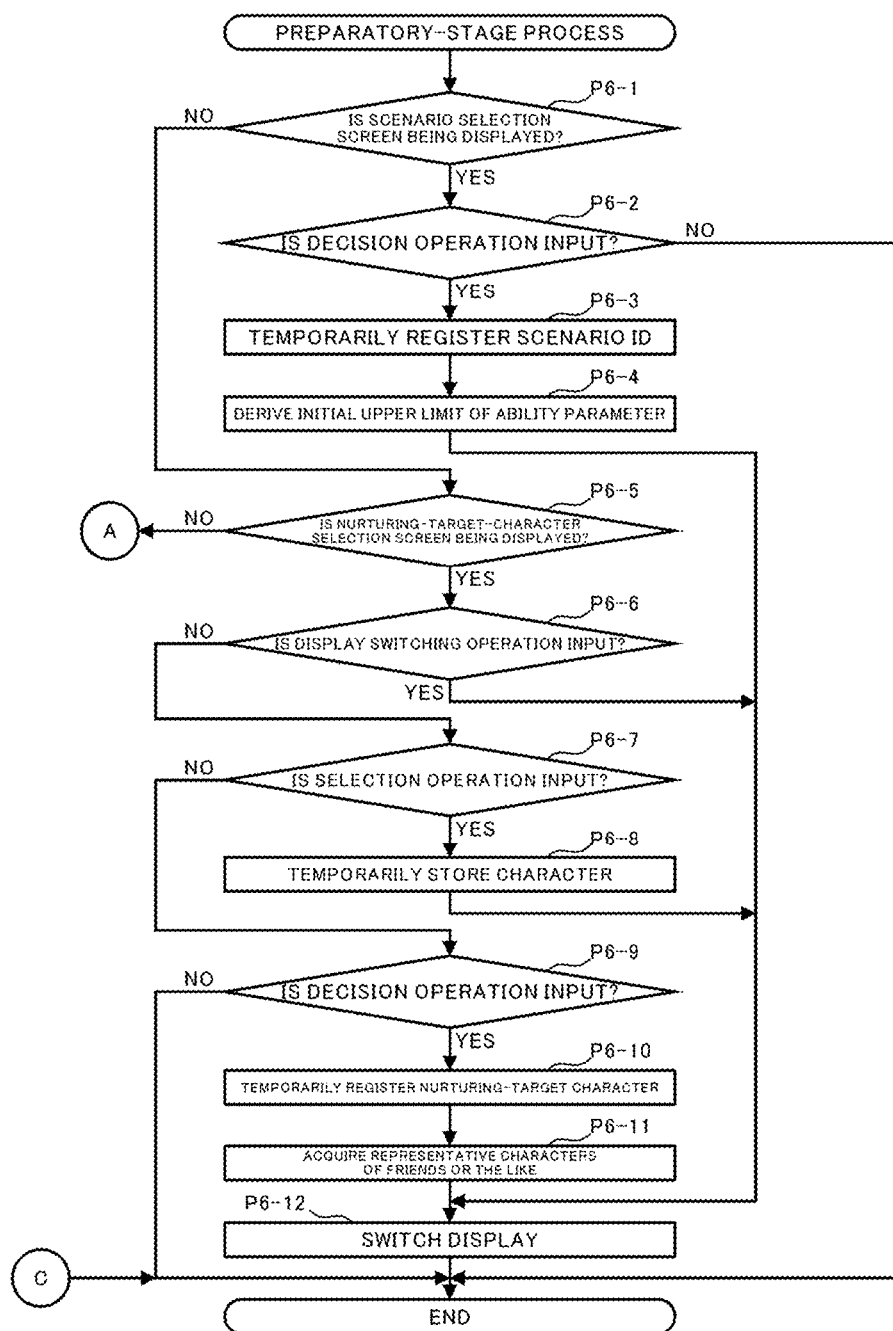 PREPARATORY-STAGE PROCESS
P6-1
NO
IS SCENARIO SELECTION
SCREEN BEING DISPLAYED?
YES
P6-2
IS DECISION OPERATION INPUT?
NO
YES
P6-3
TEMPORARILY REGISTER SCENARIO ID
P6-4
DERIVE INITIAL UPPER LIMIT OF ABILITY PARAMETER
P6-5
A
NO
IS NURTURING-TARGET-CHARACTER
SELECTION SCREEN BEING DISPLAYED?
YES
P6-6
NO
IS DISPLAY SWITCHING OPERATION INPUT?
YES
P6-7
NO
IS SELECTION OPERATION INPUT?
YES
P6-8
TEMPORARILY STORE CHARACTER
P6-9
NO
IS DECISION OPERATION INPUT?
YES
P6-10
TEMPORARILY REGISTER NURTURING-TARGET CHARACTER
P6-11
ACQUIRE REPRESENTATIVE CHARACTERS
OF FRIENDS OR THE LIKE
P6-12
SWITCH DISPLAY
C
END